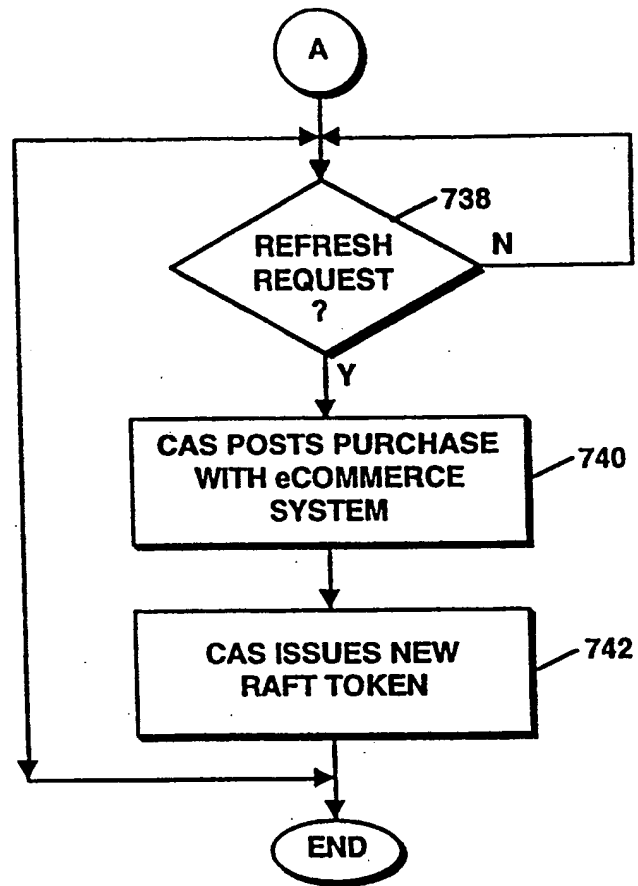 A
738
REFRESH
REQUEST
?
N
Y
CAS POSTS PURCHASE
WITH eCOMMERCE
SYSTEM
740
CAS ISSUES NEW
RAFT TOKEN
742
END